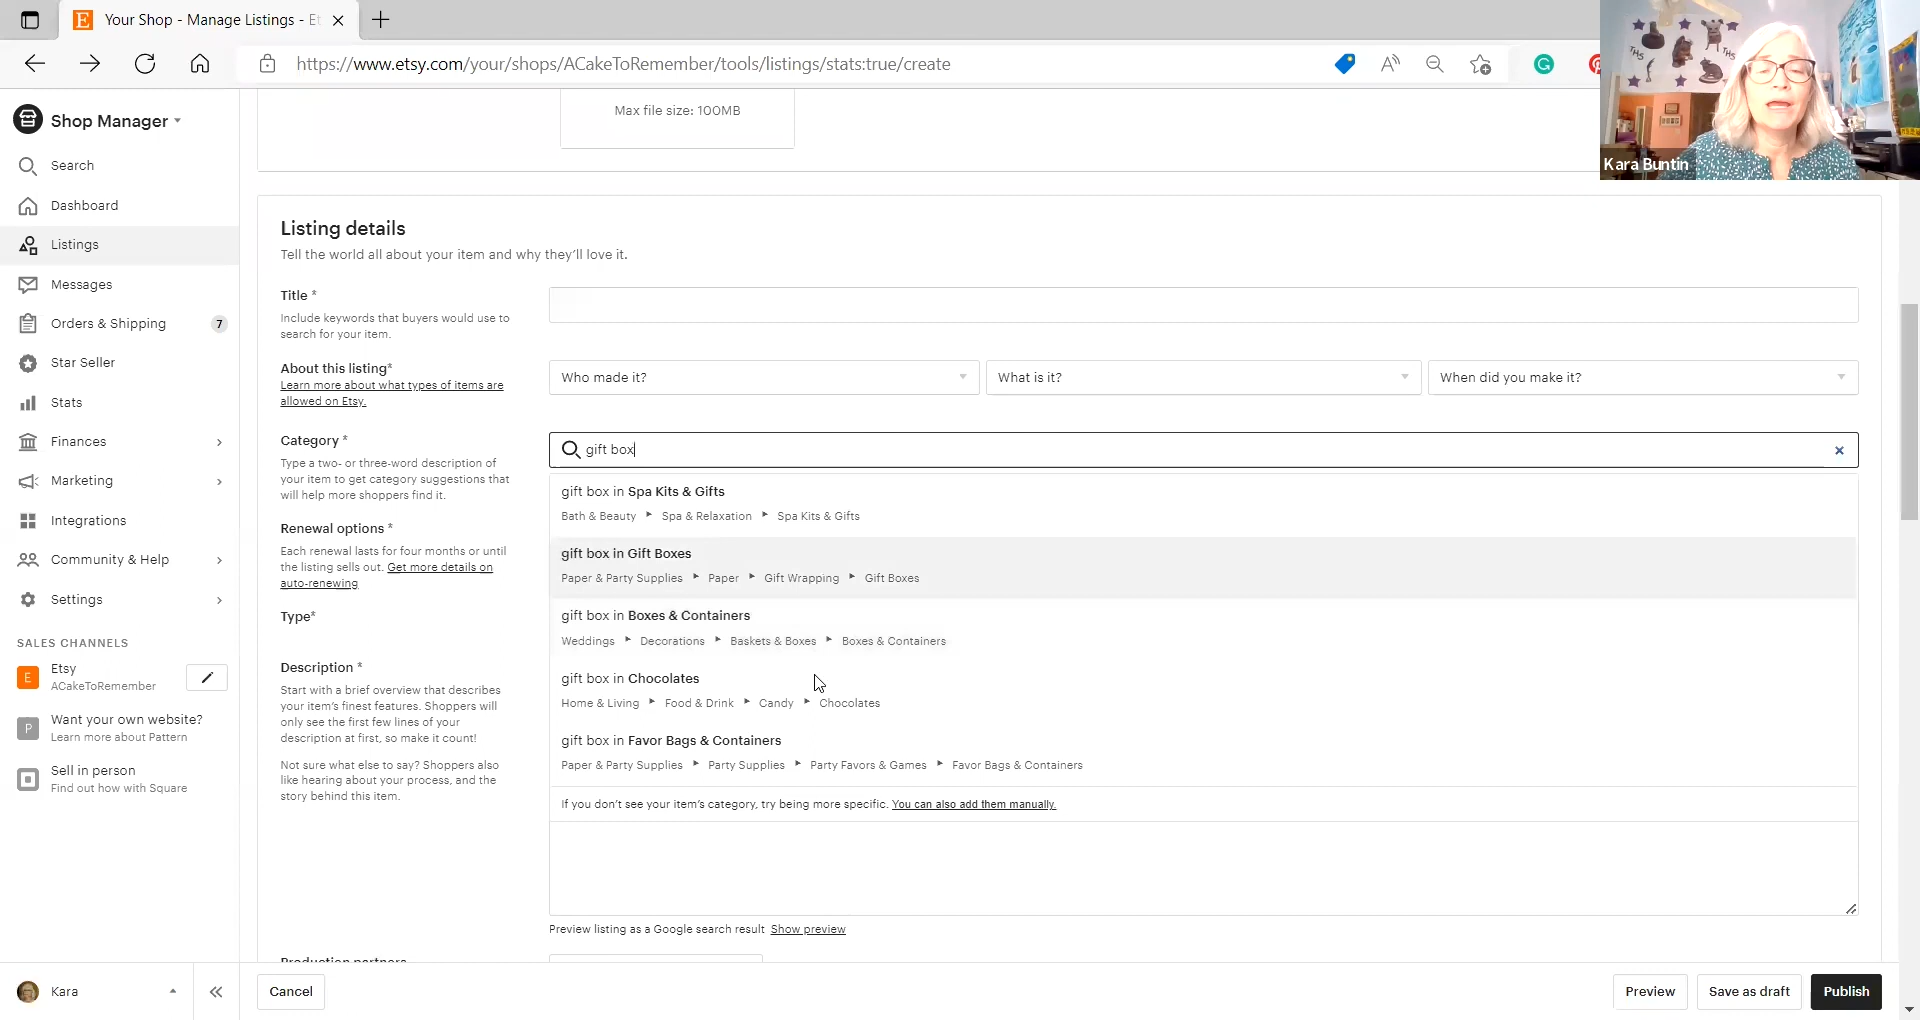 Your Shop - Manage Listings - Et
https://www.etsy.com/your/shops/ACakeToRemember/tools/listings/stats:true/create
THS
THS
Kara Buntin
Shop Manager
Search
Dashboard
Listings
Messages
Orders & Shipping 7
Star Seller
Stats
Finances
Marketing
Integrations
Community & Help
Settings
SALES CHANNELS
E
Etsy
ACakeToRemember
P
Want your own website?
Learn more about Pattern
Sell in person
Find out how with Square
Kara
Max file size: 100MB
Listing details
Tell the world all about your item and why they'll love it.
Title *
Include keywords that buyers would use to
search for your item.
About this listing*
Learn more about what types of items are
allowed on Etsy.
Who made it?
What is it?
When did you make it?
Category *
Type a two- or three-word description of
your item to get category suggestions that
will help more shoppers find it.
gift box
gift box in Spa Kits & Gifts
Bath & Beauty ▸ Spa & Relaxation ▸ Spa Kits & Gifts
gift box in Gift Boxes
Paper & Party Supplies ▸ Paper ▸ Gift Wrapping ▸ Gift Boxes
gift box in Boxes & Containers
Weddings ▸ Decorations ▸ Baskets & Boxes ▸ Boxes & Containers
gift box in Chocolates
Home & Living ▸ Food & Drink ▸ Candy ▸ Chocolates
gift box in Favor Bags & Containers
Paper & Party Supplies ▸ Party Supplies ▸ Party Favors & Games ▸ Favor Bags & Containers
If you don't see your item's category, try being more specific. You can also add them manually.
Renewal options *
Each renewal lasts for four months or until
the listing sells out. Get more details on
auto-renewing
Type*
Description *
Start with a brief overview that describes
your item's finest features. Shoppers will
only see the first few lines of your
description at first, so make it count!
Not sure what else to say? Shoppers also
like hearing about your process, and the
story behind this item.
Preview listing as a Google search result Show preview
Production partners
Cancel
Preview
Save as draft
Publish